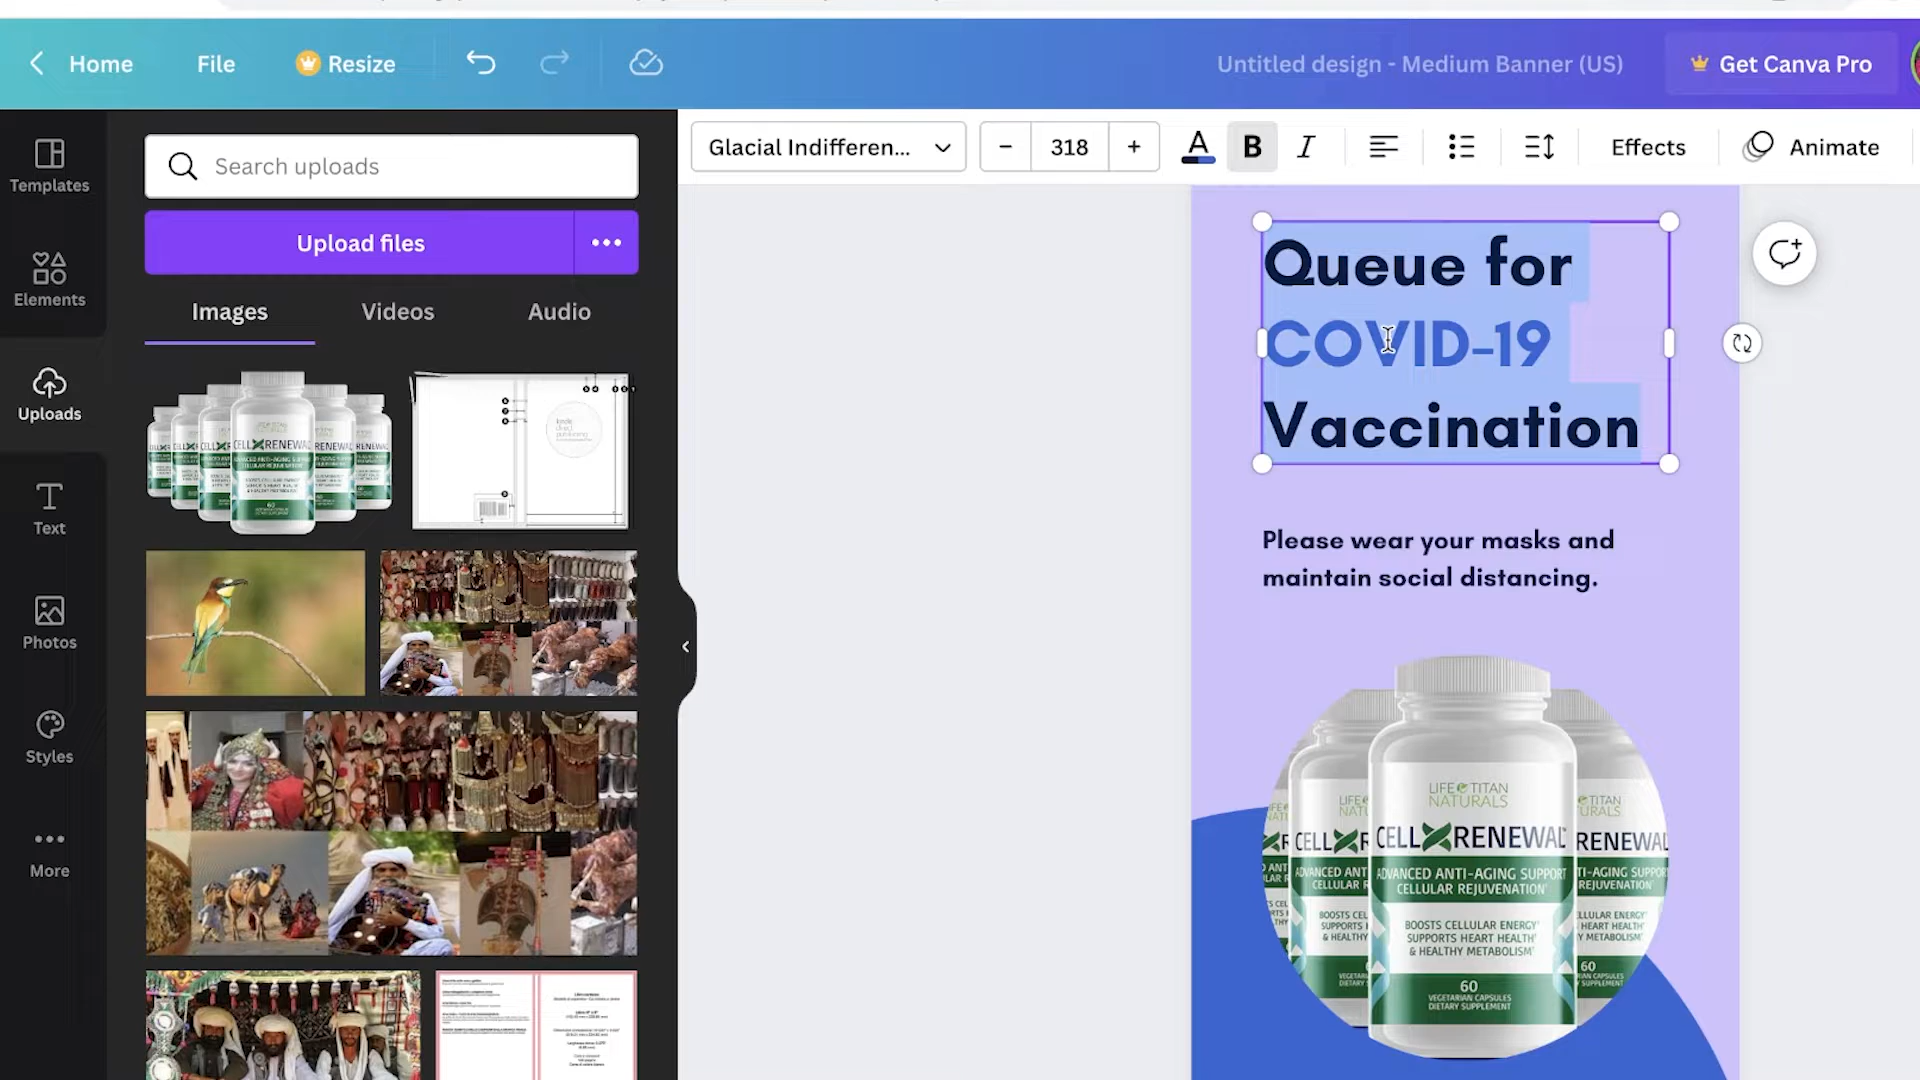 Home File Resize
Untitled design - Medium Banner (US) Get Canva Pro
Templates
Elements
Uploads
Text
Photos
Styles
More
Search uploads
Upload files
Images Videos Audio
Glacial Indifferen... – 318 + A B I Effects Animate
CELL RENEWAL
Queue for
COVID-19
Vaccination
Please wear your masks and
maintain social distancing.
LIFE TITAN
NATURALS
CELL RENEWAL
ADVANCED ANTI-AGING SUPPORT
CELLULAR REJUVENATION
BOOSTS CELLULAR ENERGY
SUPPORTS HEART HEALTH
& HEALTHY METABOLISM
60
VEGETARIAN CAPSULES
DIETARY SUPPLEMENT